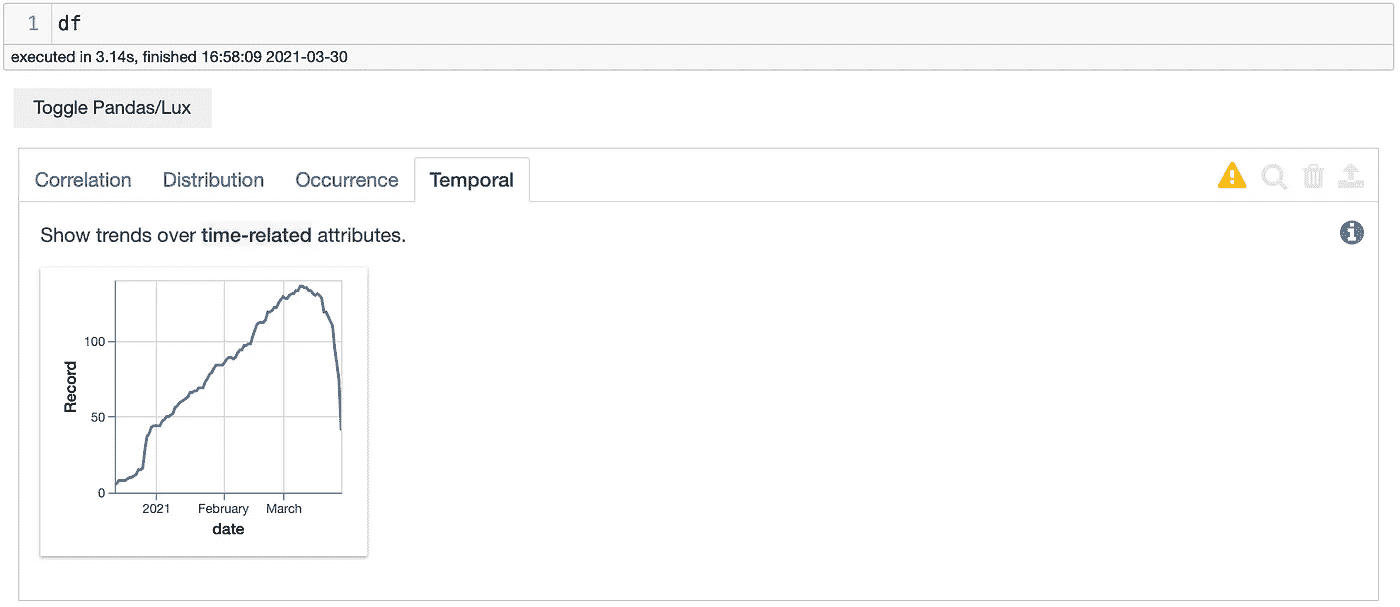 1 df
executed in 3.14s, finished 16:58:09 2021-03-30
Toggle Pandas/Lux
Correlation Distribution Occurrence Temporal
Show trends over time-related attributes.
100
50
0
Record
2021 February March
date